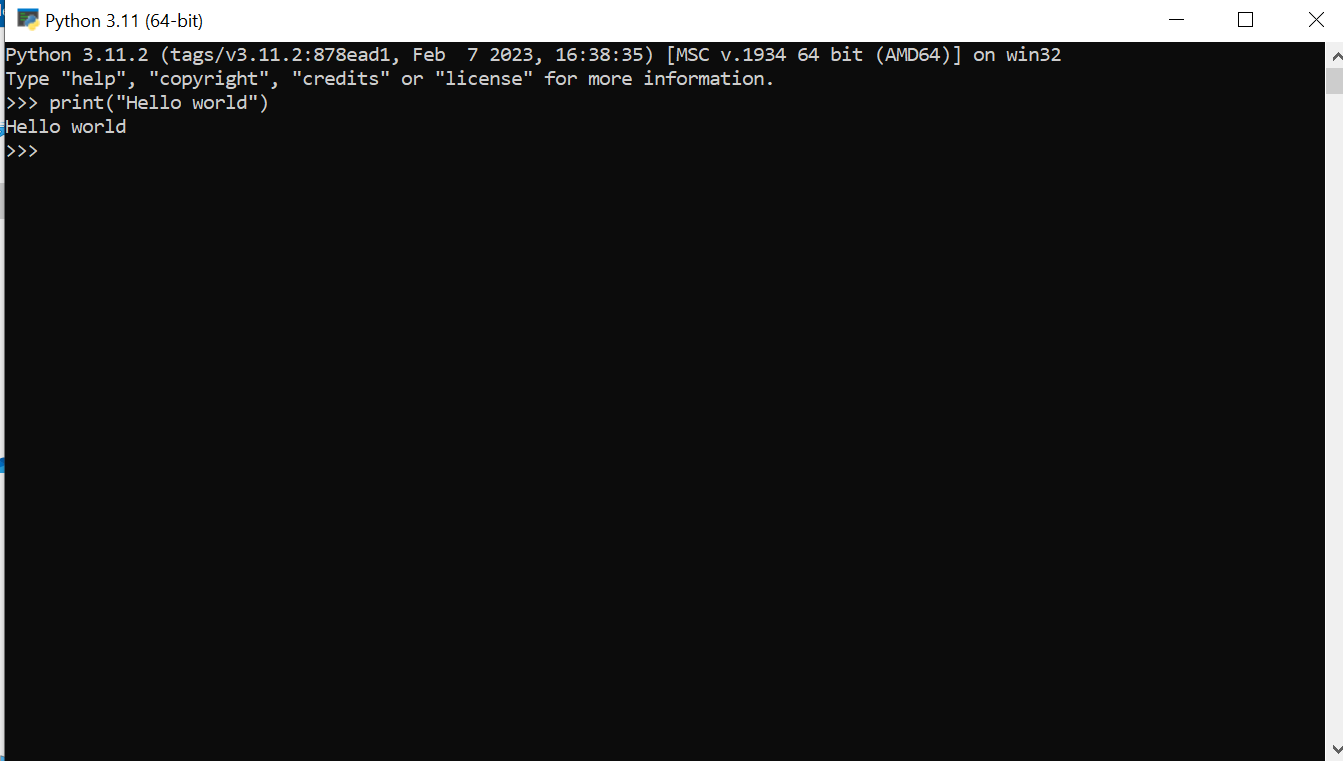 Python 3.11 (64-bit)
Python 3.11.2 (tags/v3.11.2:878ead1, Feb  7 2023, 16:38:35) [MSC v.1934 64 bit (AMD64)] on win32
Type "help", "copyright", "credits" or "license" for more information.
>>> print("Hello world")
Hello world
>>>